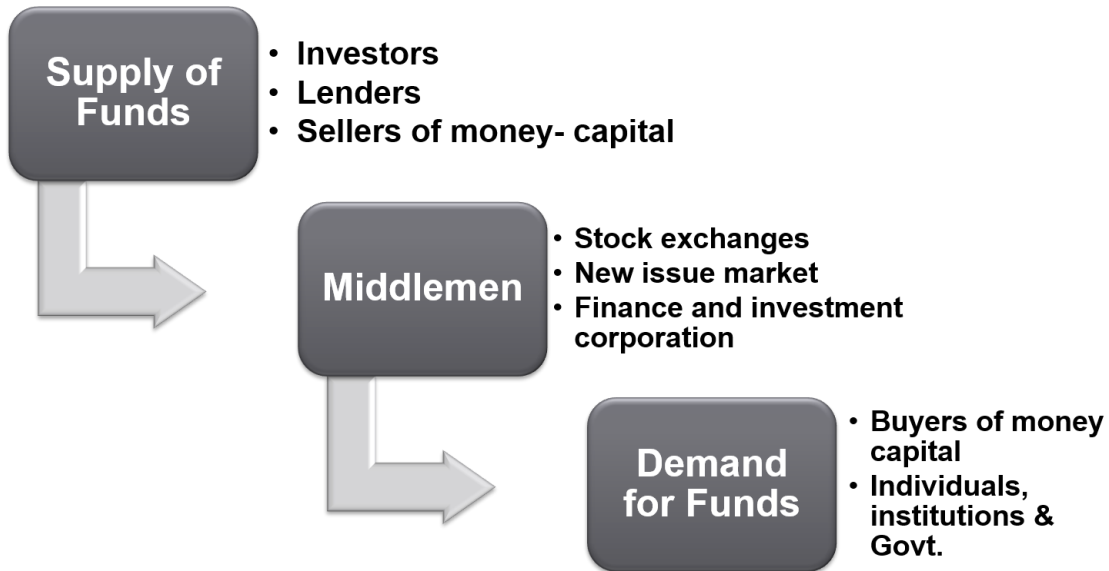 Supply of
Funds
• Investors
• Lenders
• Sellers of money- capital
Middlemen
• Stock exchanges
• New issue market
• Finance and investment
corporation
Demand
for Funds
• Buyers of money
capital
• Individuals,
institutions &
Govt.